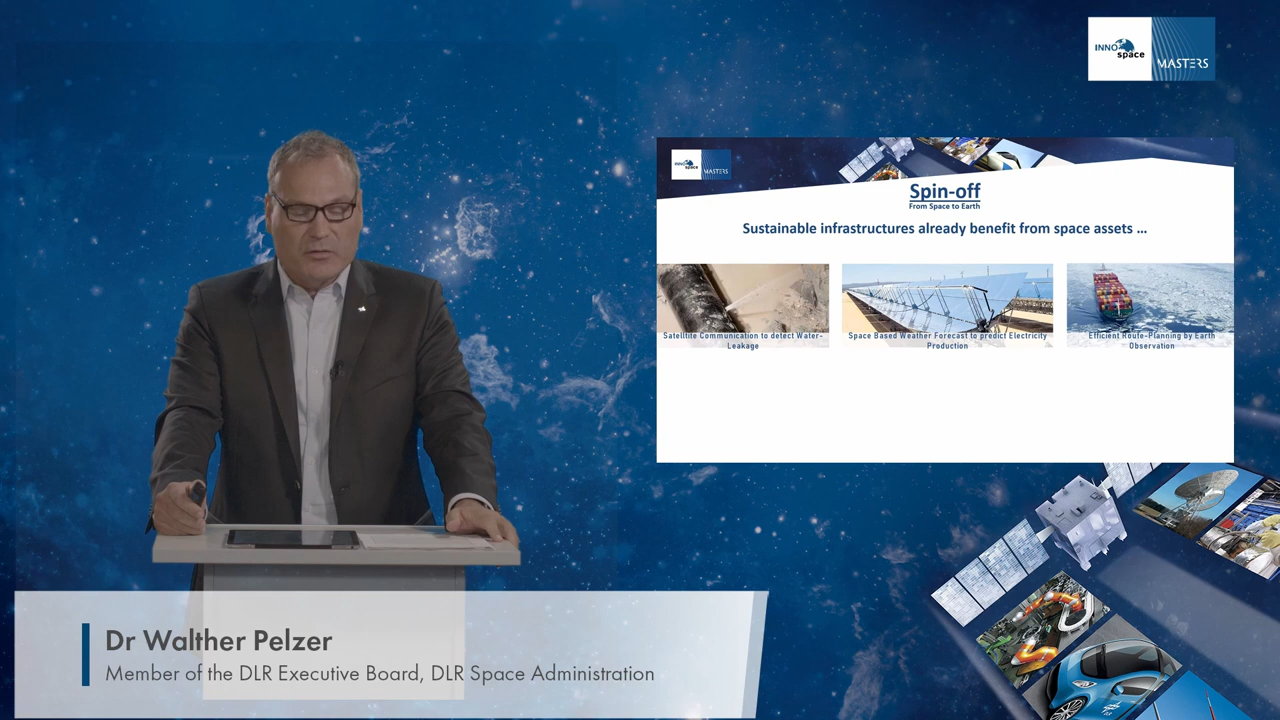 INNO
space
MASTERS
INNO
space
MASTERS
Spin-off
From Space to Earth
Sustainable infrastructures already benefit from space assets ...
Satellite Communication to detect Water-
Leakage
Space Based Weather Forecast to predict Electricity
Production
Efficient Route-Planning by Earth
Observation
Dr Walther Pelzer
Member of the DLR Executive Board, DLR Space Administration